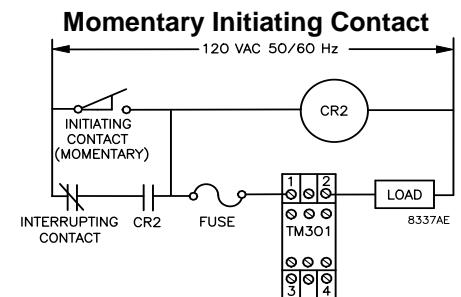 Momentary Initiating Contact
120 VAC 50/60 Hz
CR2
INITIATING
CONTACT
(MOMENTARY)
INTERRUPTING
CONTACT
CR2
FUSE
1 2
TM301
3 4
LOAD
8337AE